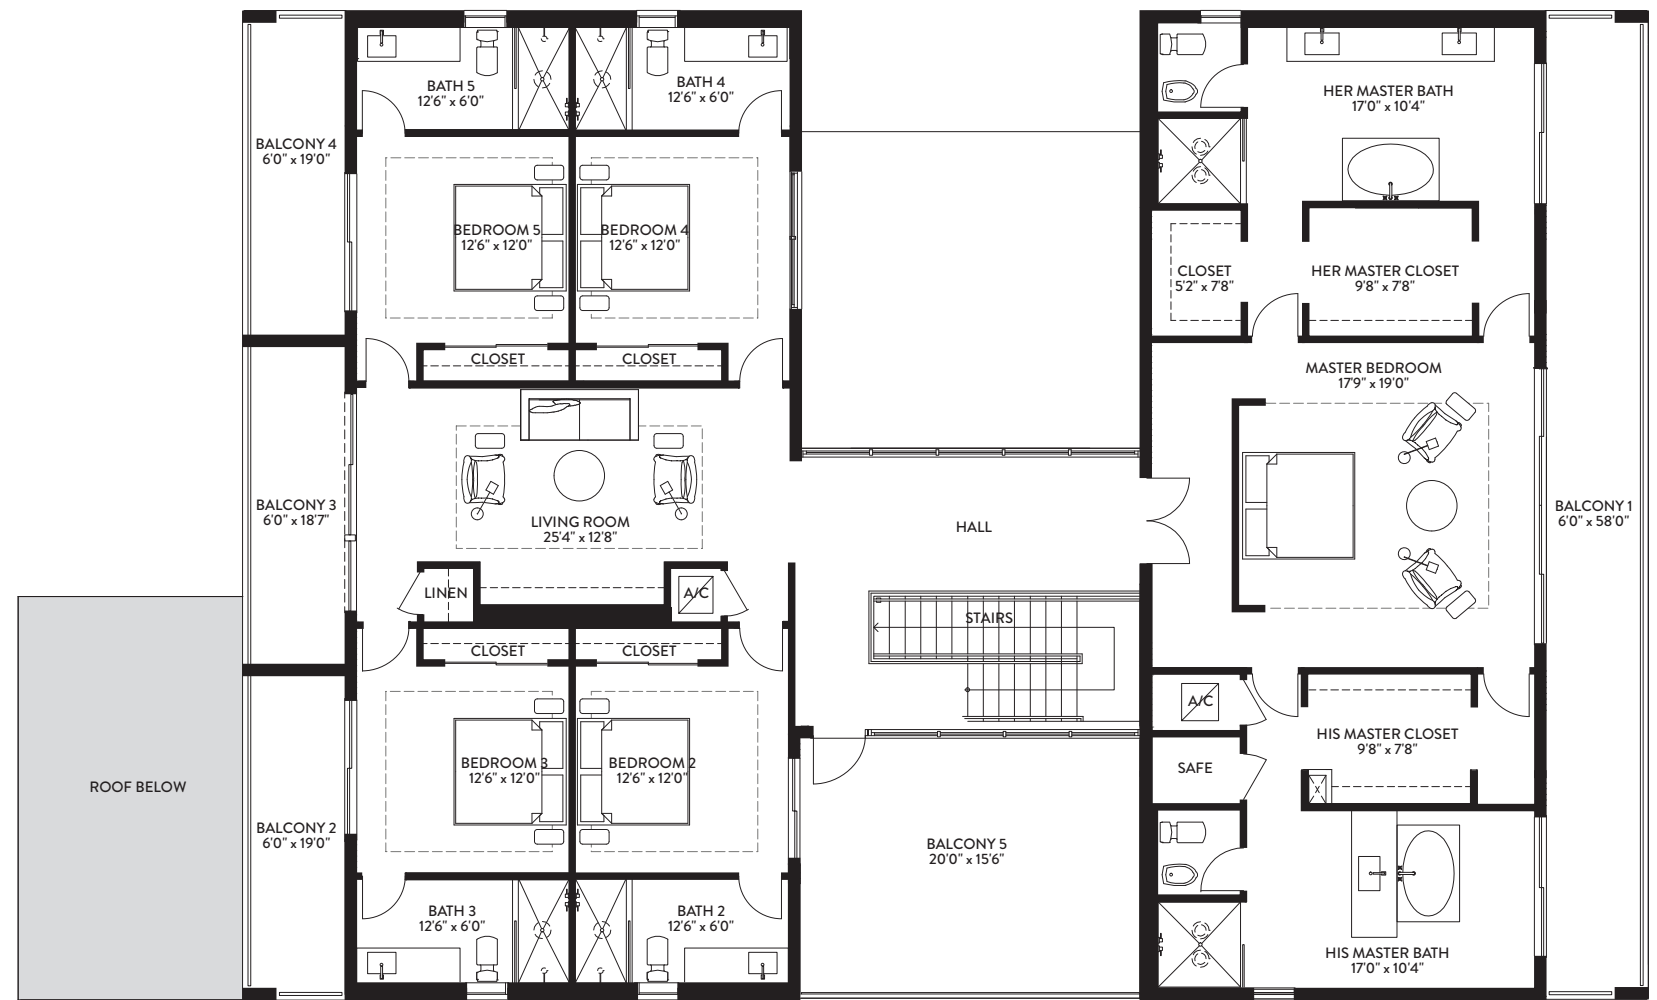 BATH 5
12'6" x 6'0"
BATH 4
12'6" x 6'0"
HER MASTER BATH
17'0" x 10'4"
BALCONY 4
6'0" x 19'0"
BEDROOM 5
12'6" x 12'0"
BEDROOM 4
12'6" x 12'0"
CLOSET
5'2" x 7'8"
HER MASTER CLOSET
9'8" x 7'8"
CLOSET
CLOSET
MASTER BEDROOM
17'9" x 19'0"
BALCONY 3
6'0" x 18'7"
LIVING ROOM
25'4" x 12'8"
HALL
BALCONY 1
6'0" x 58'0"
LINEN
A/C
STAIRS
CLOSET
CLOSET
A/C
HIS MASTER CLOSET
9'8" x 7'8"
BEDROOM 3
12'6" x 12'0"
BEDROOM 2
12'6" x 12'0"
SAFE
ROOF BELOW
BALCONY 2
6'0" x 19'0"
BALCONY 5
20'0" x 15'6"
BATH 3
12'6" x 6'0"
BATH 2
12'6" x 6'0"
HIS MASTER BATH
17'0" x 10'4"